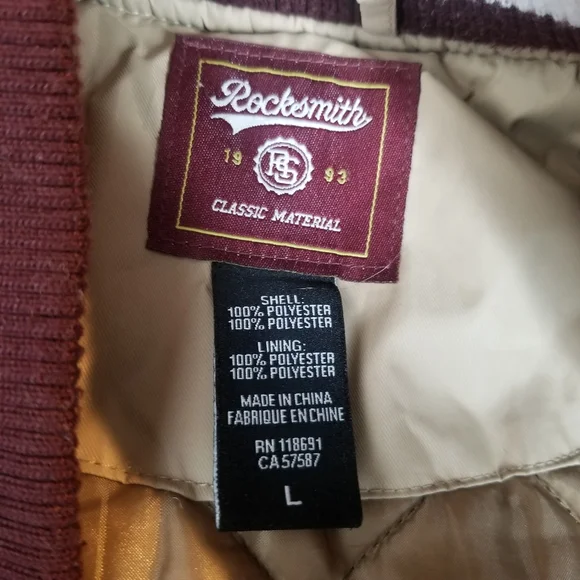 Rocksmith
19 RSG 93
CLASSIC MATERIAL
SHELL:
100% POLYESTER
100% POLYESTER
LINING:
100% POLYESTER
100% POLYESTER
MADE IN CHINA
FABRIQUE EN CHINE
RN 118691
CA 57587
L